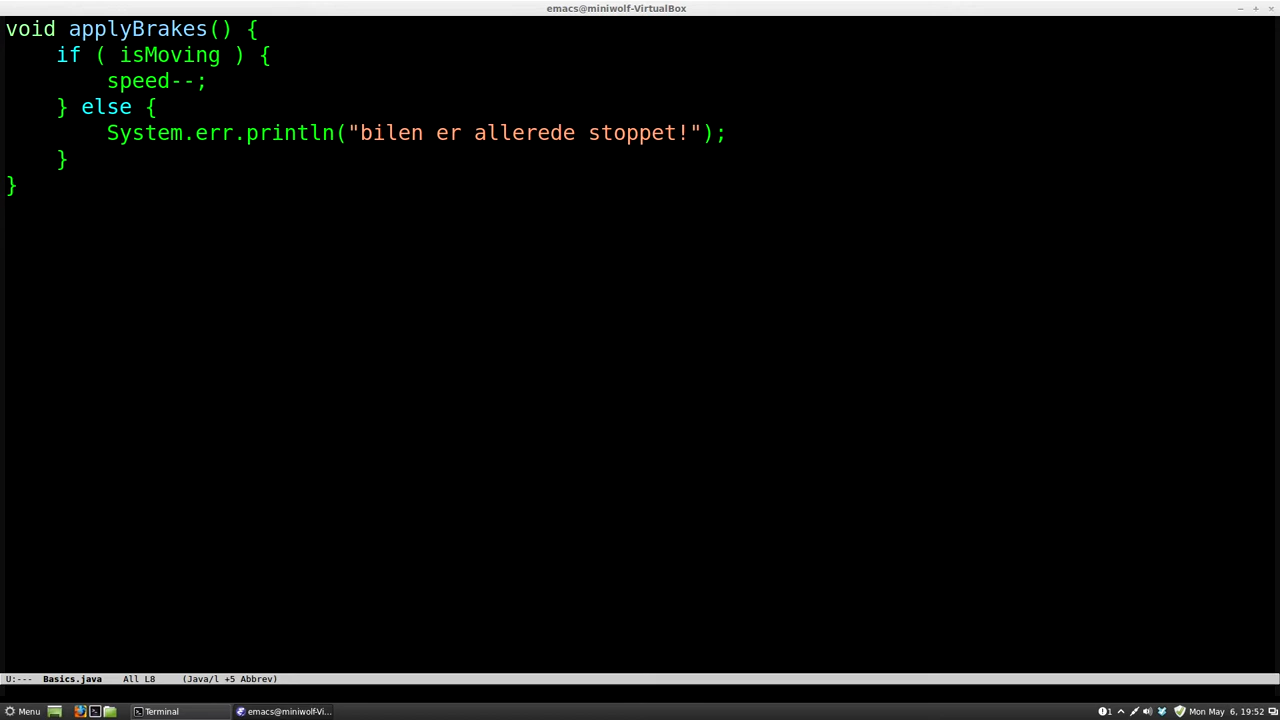 emacs@miniwolf-VirtualBox
void applyBrakes() {
    if ( isMoving ) {
        speed--;
    } else {
        System.err.println("bilen er allerede stoppet!");
    }
}
U:---  Basics.java    All L8     (Java/l +5 Abbrev)
Menu Terminal emacs@miniwolf-Vi... 1 Mon May 6, 19:52